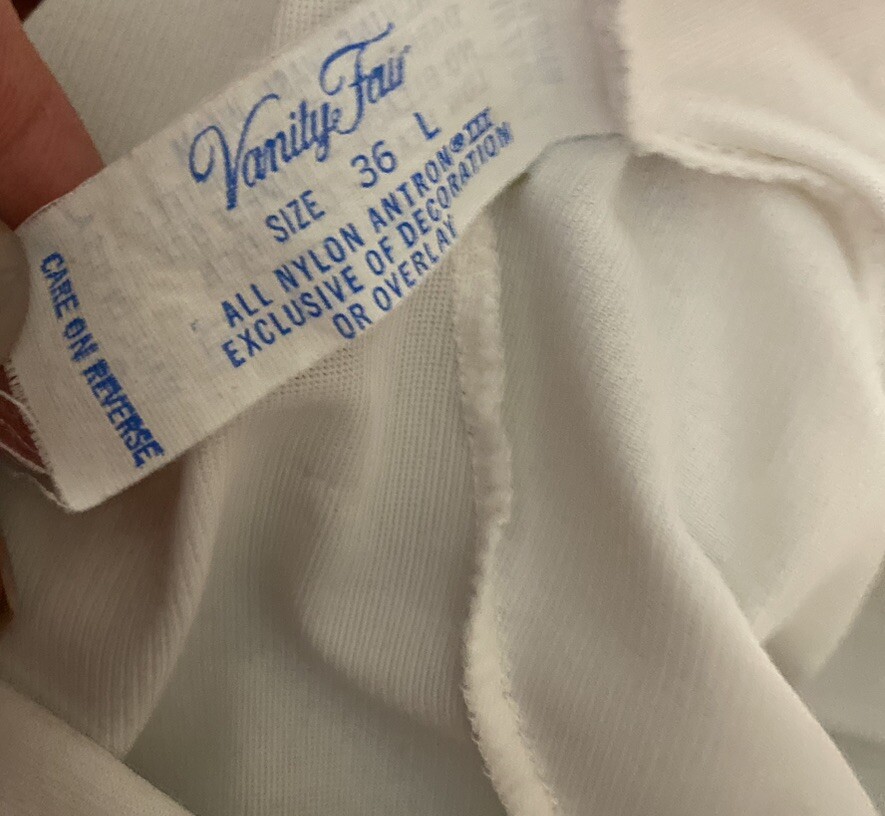 Vanity Fair
SIZE 36 L
ALL NYLON ANTRON® III
EXCLUSIVE OF DECORATION
OR OVERLAY
CARE ON REVERSE